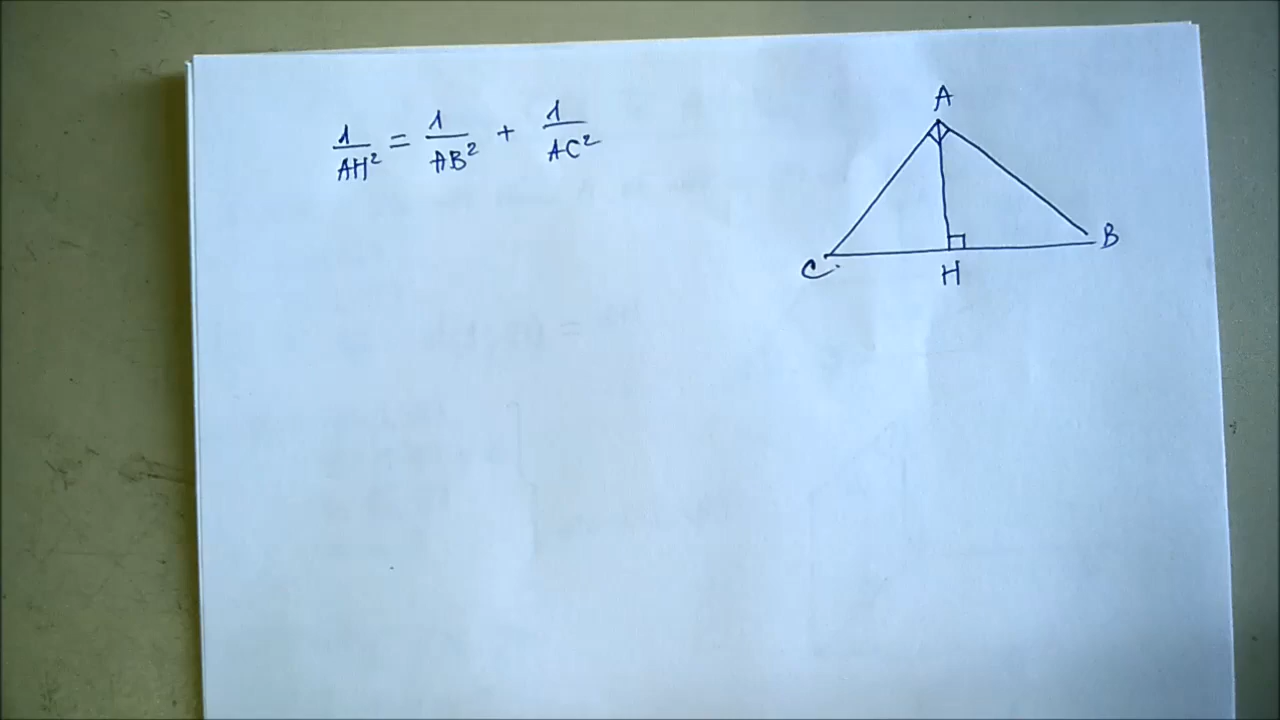 1/AH² = 1/AB² + 1/AC²
A
B
C
H